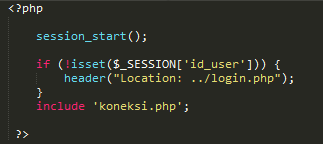 <?php
session_start();
if (!isset($_SESSION['id_user'])) {
header("Location: ../login.php");
}
include 'koneksi.php';
?>